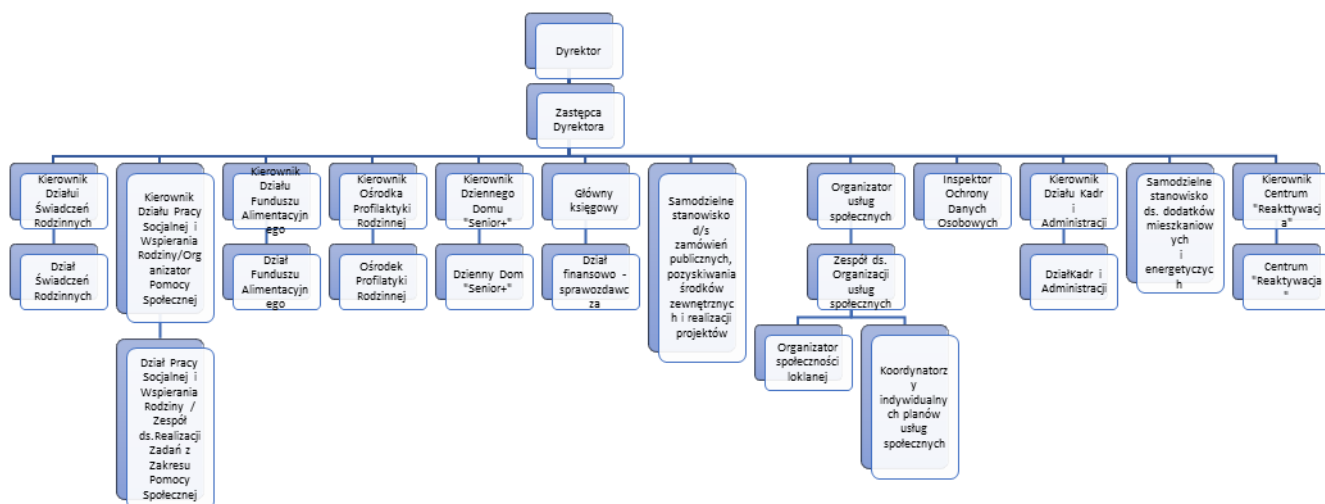 Dyrektor
Zastępca
Dyrektora
Kierownik
Działui
Świadczeń
Rodzinnych
Dział
Świadczeń
Rodzinnych
Kierownik
Działu Pracy
Socjalnej i
Wspierania
Rodziny/Org
anizator
Pomocy
Społecznej
Dział Pracy
Socjalnej i
Wspierania
Rodziny /
Zespół
ds.Realizacji
Zadań z
Zakresu
Pomocy
Społecznej
Kierownik
Działu
Funduszu
Alimentacyjn
ego
Dział
Funduszu
Alimentacyjn
ego
Kierownik
Ośrodka
Profilaktyki
Rodzinnej
Ośrodek
Profilatyki
Rodzinnej
Kierownik
Dziennego
Domu
"Senior+"
Dzienny Dom
"Senior+"
Główny
księgowy
Dział
finansowo -
sprawozdaw
cza
Samodzielne
stanowisko
d/s
zamówień
publicznych,
pozyskiwania
środków
zewnętrznyc
h i realizacji
projektów
Organizator
usług
społecznych
Zespół ds.
Organizacji
usług
społecznych
Organizator
społeczności
loklanej
Koordynatorz
y
indywidualny
ch planów
usług
społecznych
Inspektor
Ochrony
Danych
Osobowych
Kierownik
Działu Kadr
i
Administracji
DziałKadr i
Administracji
Samodzielne
stanowisko
ds. dodatków
mieszkaniowy
ch
i
energetyczyc
h
Kierownik
Centrum
"Reakttywacj
a"
Centrum
"Reaktywacja
"